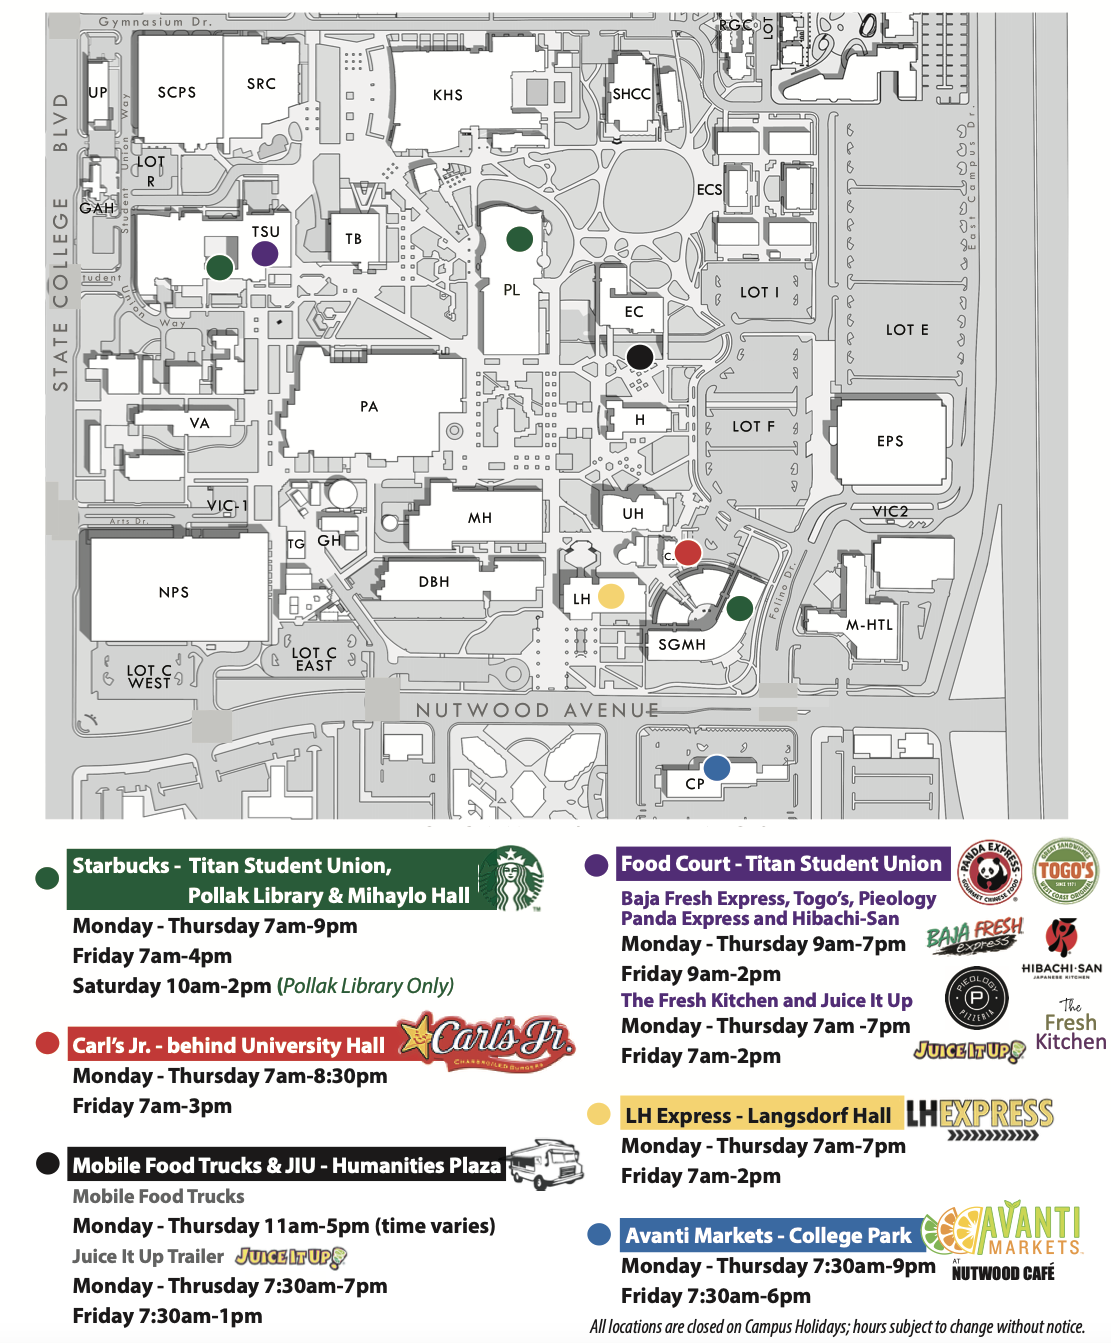 Gymnasium Dr.
RGC
LOT
SCPS
SRC
KHS
SHCC
UP
STATE COLLEGE BLVD
Student Union Way
LOT
R
GAH
ECS
East Campus Dr.
TSU
TB
PL
LOT I
EC
LOT E
Student
Union
Way
PA
VA
H
LOT F
EPS
VIC-1
Arts Dr.
MH
UH
VIC2
TG
GH
C
NPS
DBH
LH
Folino Dr.
M-HTL
SGMH
LOT C
WEST
LOT C
EAST
NUTWOOD AVENUE
CP
Starbucks - Titan Student Union,
Pollak Library & Mihaylo Hall
TM
Monday - Thursday 7am-9pm
Friday 7am-4pm
Saturday 10am-2pm (Pollak Library Only)
Carl's Jr. - behind University Hall
Carl's Jr.
CHARBROILED BURGERS
Monday - Thursday 7am-8:30pm
Friday 7am-3pm
Mobile Food Trucks & JIU - Humanities Plaza
Mobile Food Trucks
Monday - Thursday 11am-5pm (time varies)
Juice It Up Trailer JUICE IT UP!
Monday - Thrusday 7:30am-7pm
Friday 7:30am-1pm
Food Court - Titan Student Union
PANDA EXPRESS
GOURMET CHINESE FOOD
GREAT SANDWICHES
TOGO'S
SINCE 1971
WEST COAST ORIGINAL
Baja Fresh Express, Togo's, Pieology
Panda Express and Hibachi-San
Monday - Thursday 9am-7pm
Friday 9am-2pm
BAJA FRESH
express
HIBACHI-SAN
JAPANESE KITCHEN
The Fresh Kitchen and Juice It Up
Monday - Thursday 7am -7pm
Friday 7am-2pm
PIEOLOGY
P
PIZZERIA
The
Fresh
Kitchen
JUICE IT UP!
LH Express - Langsdorf Hall
LHEXPRESS
Monday - Thursday 7am-7pm
Friday 7am-2pm
Avanti Markets - College Park
AVANTI
MARKETS
AT
NUTWOOD CAFÉ
Monday - Thursday 7:30am-9pm
Friday 7:30am-6pm
All locations are closed on Campus Holidays; hours subject to change without notice.